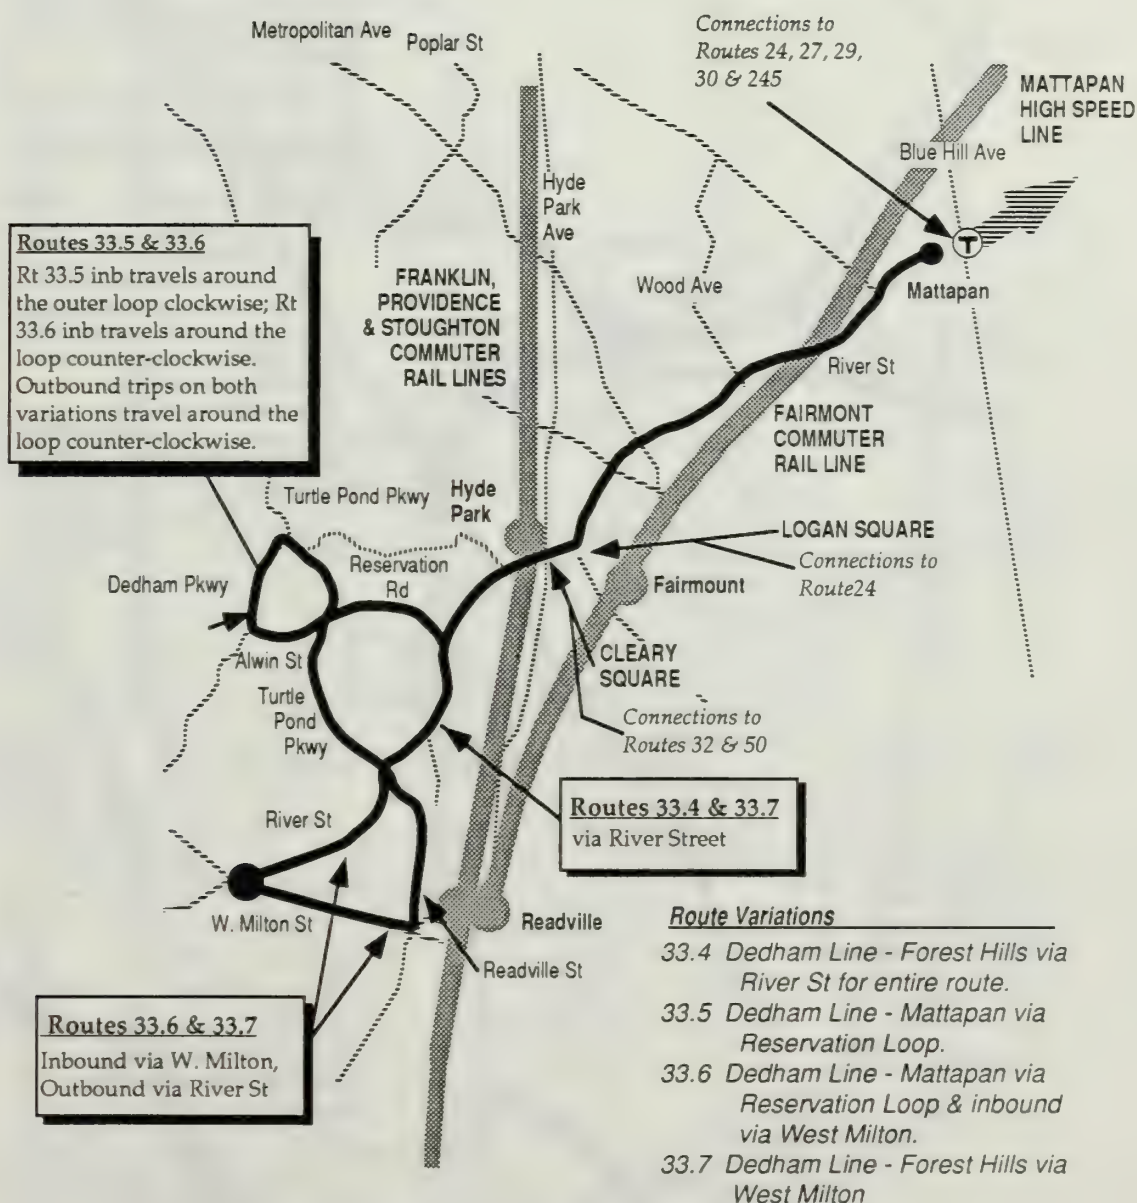 Metropolitan Ave
Poplar St
Connections to
Routes 24, 27, 29,
30 & 245
MATTAPAN
HIGH SPEED
LINE
Blue Hill Ave
Hyde
Park
Ave
T
Routes 33.5 & 33.6
Rt 33.5 inb travels around
the outer loop clockwise; Rt
33.6 inb travels around the
loop counter-clockwise.
Outbound trips on both
variations travel around the
loop counter-clockwise.
FRANKLIN,
PROVIDENCE
& STOUGHTON
COMMUTER
RAIL LINES
Wood Ave
Mattapan
River St
FAIRMONT
COMMUTER
RAIL LINE
Turtle Pond Pkwy
Hyde
Park
LOGAN SQUARE
Connections to
Route24
Reservation
Rd
Dedham Pkwy
Fairmount
Alwin St
CLEARY
SQUARE
Turtle
Pond
Pkwy
Connections to
Routes 32 & 50
Routes 33.4 & 33.7
via River Street
River St
W. Milton St
Readville
Readville St
Routes 33.6 & 33.7
Inbound via W. Milton,
Outbound via River St
Route Variations
33.4 Dedham Line - Forest Hills via
River St for entire route.
33.5 Dedham Line - Mattapan via
Reservation Loop.
33.6 Dedham Line - Mattapan via
Reservation Loop & inbound
via West Milton.
33.7 Dedham Line - Forest Hills via
West Milton